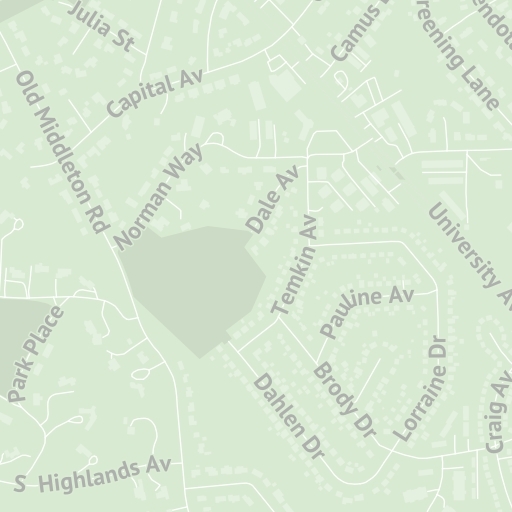 Julia St
Camus
Greening Lane
Capital Av
Old Middleton Rd
Norman Way
Dale Av
University Av
Temkin Av
Pauline Av
Park Place
Lorraine Dr
Brody Dr
Dahlen Dr
Craig Av
S Highlands Av